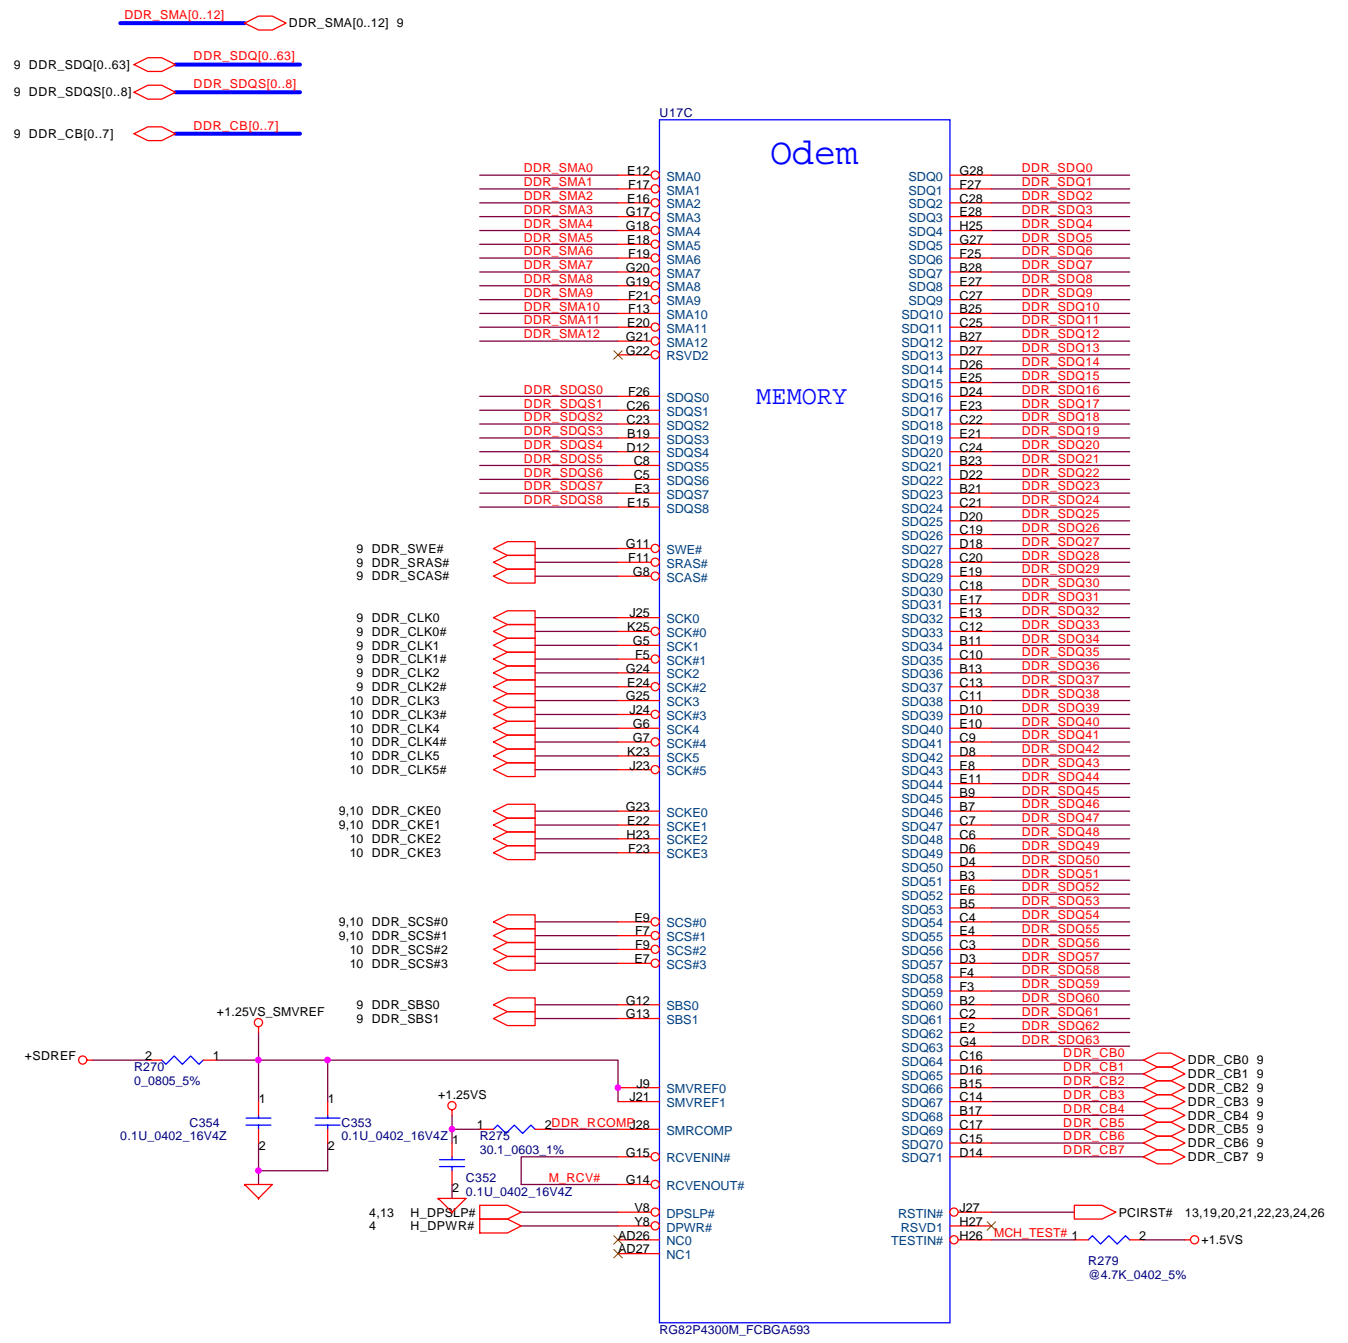 DDR_SMA[0..12] DDR_SMA[0..12] 9
9 DDR_SDQ[0..63] DDR_SDQ[0..63]
9 DDR_SDQS[0..8] DDR_SDQS[0..8]
9 DDR_CB[0..7] DDR_CB[0..7]
U17C
Odem
MEMORY
DDR_SMA0 E12 SMA0
DDR_SMA1 F17 SMA1
DDR_SMA2 E16 SMA2
DDR_SMA3 G17 SMA3
DDR_SMA4 G18 SMA4
DDR_SMA5 E18 SMA5
DDR_SMA6 F19 SMA6
DDR_SMA7 G20 SMA7
DDR_SMA8 G19 SMA8
DDR_SMA9 F21 SMA9
DDR_SMA10 F13 SMA10
DDR_SMA11 E20 SMA11
DDR_SMA12 G21 SMA12
G22 RSVD2
DDR_SDQS0 F26 SDQS0
DDR_SDQS1 C26 SDQS1
DDR_SDQS2 C23 SDQS2
DDR_SDQS3 B19 SDQS3
DDR_SDQS4 D12 SDQS4
DDR_SDQS5 C8 SDQS5
DDR_SDQS6 C5 SDQS6
DDR_SDQS7 E3 SDQS7
DDR_SDQS8 E15 SDQS8
9 DDR_SWE# G11 SWE#
9 DDR_SRAS# F11 SRAS#
9 DDR_SCAS# G8 SCAS#
9 DDR_CLK0 J25 SCK0
9 DDR_CLK0# K25 SCK#0
9 DDR_CLK1 G5 SCK1
9 DDR_CLK1# F5 SCK#1
9 DDR_CLK2 G24 SCK2
9 DDR_CLK2# E24 SCK#2
10 DDR_CLK3 G25 SCK3
10 DDR_CLK3# J24 SCK#3
10 DDR_CLK4 G6 SCK4
10 DDR_CLK4# G7 SCK#4
10 DDR_CLK5 K23 SCK5
10 DDR_CLK5# J23 SCK#5
9,10 DDR_CKE0 G23 SCKE0
9,10 DDR_CKE1 E22 SCKE1
10 DDR_CKE2 H23 SCKE2
10 DDR_CKE3 F23 SCKE3
9,10 DDR_SCS#0 E9 SCS#0
9,10 DDR_SCS#1 F7 SCS#1
10 DDR_SCS#2 F9 SCS#2
10 DDR_SCS#3 E7 SCS#3
9 DDR_SBS0 G12 SBS0
9 DDR_SBS1 G13 SBS1
+1.25VS_SMVREF
+SDREF 2 1
R270
0_0805_5%
J9 SMVREF0
J21 SMVREF1
1 C354 2
0.1U_0402_16V4Z
1 C353 2
0.1U_0402_16V4Z
+1.25VS
1 2 DDR_RCOMP J28 SMRCOMP
R275
30.1_0603_1%
1 C352 2
0.1U_0402_16V4Z
G15 RCVENIN#
M_RCV# G14 RCVENOUT#
4,13 H_DPSLP# V8 DPSLP#
4 H_DPWR# Y8 DPWR#
AD26 NC0
AD27 NC1
SDQ0 G28 DDR_SDQ0
SDQ1 F27 DDR_SDQ1
SDQ2 C28 DDR_SDQ2
SDQ3 E28 DDR_SDQ3
SDQ4 H25 DDR_SDQ4
SDQ5 G27 DDR_SDQ5
SDQ6 F25 DDR_SDQ6
SDQ7 B28 DDR_SDQ7
SDQ8 E27 DDR_SDQ8
SDQ9 C27 DDR_SDQ9
SDQ10 B25 DDR_SDQ10
SDQ11 C25 DDR_SDQ11
SDQ12 B27 DDR_SDQ12
SDQ13 D27 DDR_SDQ13
SDQ14 D26 DDR_SDQ14
SDQ15 E25 DDR_SDQ15
SDQ16 D24 DDR_SDQ16
SDQ17 E23 DDR_SDQ17
SDQ18 C22 DDR_SDQ18
SDQ19 E21 DDR_SDQ19
SDQ20 C24 DDR_SDQ20
SDQ21 B23 DDR_SDQ21
SDQ22 D22 DDR_SDQ22
SDQ23 B21 DDR_SDQ23
SDQ24 C21 DDR_SDQ24
SDQ25 D20 DDR_SDQ25
SDQ26 C19 DDR_SDQ26
SDQ27 D18 DDR_SDQ27
SDQ28 C20 DDR_SDQ28
SDQ29 E19 DDR_SDQ29
SDQ30 C18 DDR_SDQ30
SDQ31 E17 DDR_SDQ31
SDQ32 E13 DDR_SDQ32
SDQ33 C12 DDR_SDQ33
SDQ34 B11 DDR_SDQ34
SDQ35 C10 DDR_SDQ35
SDQ36 B13 DDR_SDQ36
SDQ37 C13 DDR_SDQ37
SDQ38 C11 DDR_SDQ38
SDQ39 D10 DDR_SDQ39
SDQ40 E10 DDR_SDQ40
SDQ41 C9 DDR_SDQ41
SDQ42 D8 DDR_SDQ42
SDQ43 E8 DDR_SDQ43
SDQ44 E11 DDR_SDQ44
SDQ45 B9 DDR_SDQ45
SDQ46 B7 DDR_SDQ46
SDQ47 C7 DDR_SDQ47
SDQ48 C6 DDR_SDQ48
SDQ49 D6 DDR_SDQ49
SDQ50 D4 DDR_SDQ50
SDQ51 B3 DDR_SDQ51
SDQ52 E6 DDR_SDQ52
SDQ53 B5 DDR_SDQ53
SDQ54 C4 DDR_SDQ54
SDQ55 E4 DDR_SDQ55
SDQ56 C3 DDR_SDQ56
SDQ57 D3 DDR_SDQ57
SDQ58 F4 DDR_SDQ58
SDQ59 F3 DDR_SDQ59
SDQ60 B2 DDR_SDQ60
SDQ61 C2 DDR_SDQ61
SDQ62 E2 DDR_SDQ62
SDQ63 G4 DDR_SDQ63
SDQ64 C16 DDR_CB0 DDR_CB0 9
SDQ65 D16 DDR_CB1 DDR_CB1 9
SDQ66 B15 DDR_CB2 DDR_CB2 9
SDQ67 C14 DDR_CB3 DDR_CB3 9
SDQ68 B17 DDR_CB4 DDR_CB4 9
SDQ69 C17 DDR_CB5 DDR_CB5 9
SDQ70 C15 DDR_CB6 DDR_CB6 9
SDQ71 D14 DDR_CB7 DDR_CB7 9
RSTIN# J27 PCIRST# 13,19,20,21,22,23,24,26
RSVD1 H27
TESTIN# H26 MCH_TEST# 1 2 +1.5VS
R279
@4.7K_0402_5%
RG82P4300M_FCBGA593